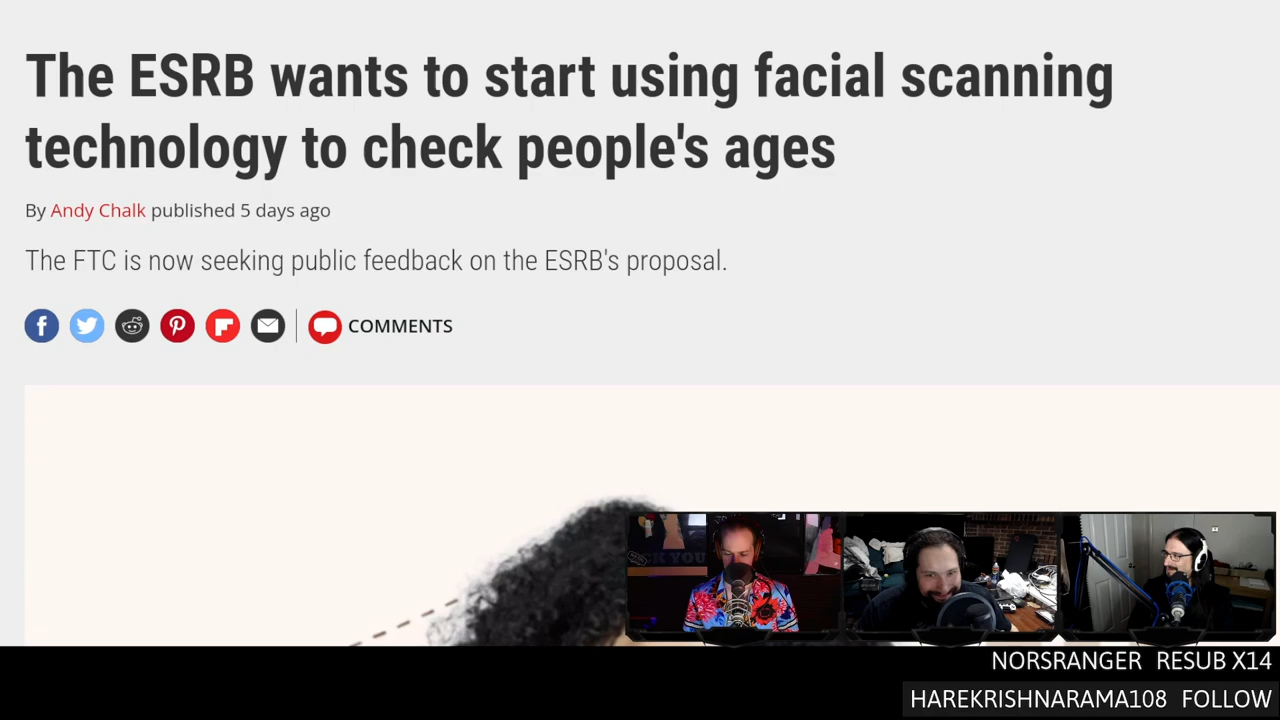 The ESRB wants to start using facial scanning
technology to check people's ages
By Andy Chalk published 5 days ago
The FTC is now seeking public feedback on the ESRB's proposal.
COMMENTS
NORSRANGER RESUB X14
HAREKRISHNARAMA108 FOLLOW